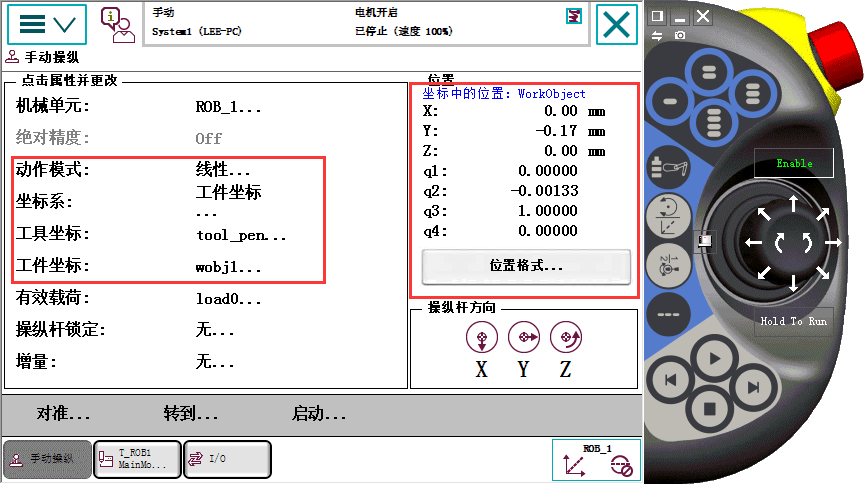 手动
System1 (LEE-PC)
电机开启
已停止 (速度 100%)
手动操纵
点击属性并更改
机械单元: ROB_1...
绝对精度: Off
动作模式: 线性...
坐标系: 工件坐标
...
工具坐标: tool_pen...
工件坐标: wobj1...
有效载荷: load0...
操纵杆锁定: 无...
增量: 无...
位置
坐标中的位置: WorkObject
X: 0.00 mm
Y: -0.17 mm
Z: 0.00 mm
q1: 0.00000
q2: -0.00133
q3: 1.00000
q4: 0.00000
位置格式...
操纵杆方向
X Y Z
对准... 转到... 启动...
手动操纵
T_ROB1
MainMo...
I/O
ROB_1
Enable
Hold To Run